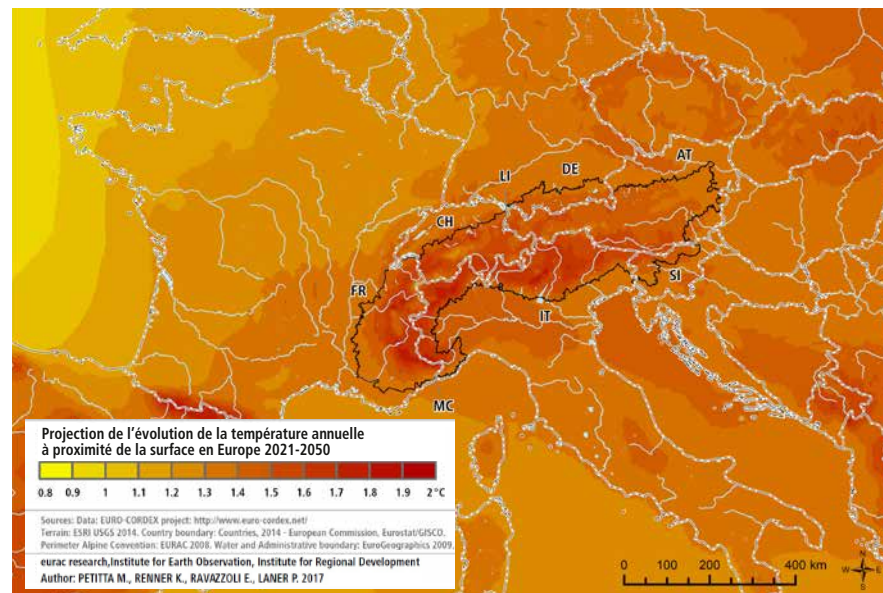 AT
DE
LI
CH
FR
SI
IT
MC
Projection de l'évolution de la température annuelle
à proximité de la surface en Europe 2021-2050
0.8 0.9 1 1.1 1.2 1.3 1.4 1.5 1.6 1.7 1.8 1.9 2°C
Sources: Data: EURO-CORDEX project: http://www.euro-cordex.net/
Terrain: ESRI USGS 2014. Country boundary: Countries, 2014 - European Commission, Eurostat/GISCO.
Perimeter Alpine Convention: EURAC 2008. Water and Administrative boundary: EuroGeographics 2009.
eurac research,Institute for Earth Observation, Institute for Regional Development
Author: PETITTA M., RENNER K., RAVAZZOLI E., LANER P. 2017
0 100 200 400 km
N
W E
S